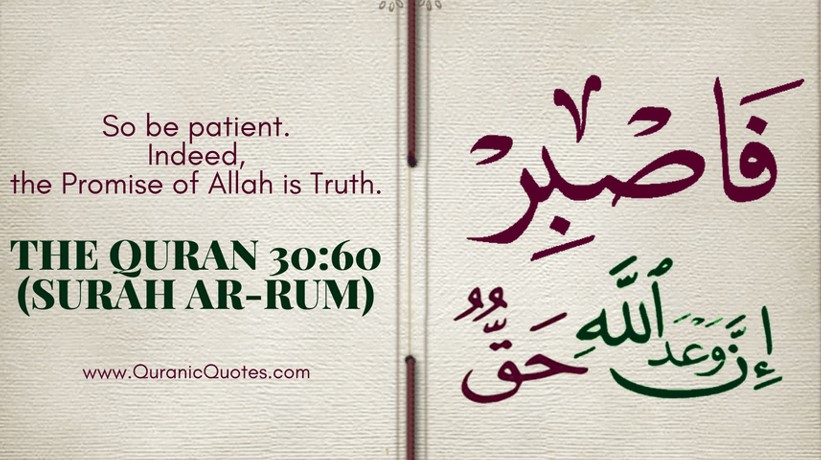 So be patient.
Indeed,
the Promise of Allah is Truth.
THE QURAN 30:60
(SURAH AR-RUM)
www.QuranicQuotes.com
فَاصْبِرْ
إِنَّ وَعْدَ ٱللَّهِ حَقٌّ